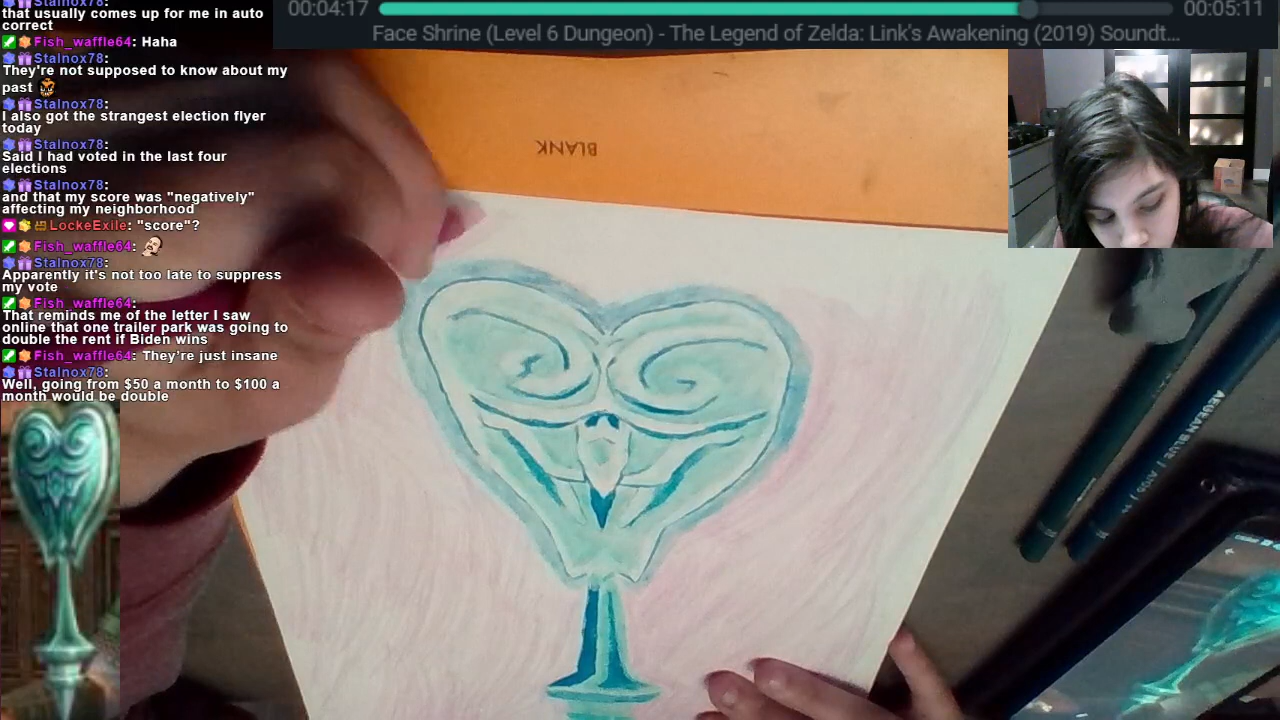 Stalnox78:
that usually comes up for me in auto
correct
Fish_waffle64: Haha
Stalnox78:
They're not supposed to know about my
past
Stalnox78:
I also got the strangest election flyer
today
Stalnox78:
Said I had voted in the last four
elections
Stalnox78:
and that my score was "negatively"
affecting my neighborhood
LockeExile: "score"?
Fish_waffle64:
Stalnox78:
Apparently it's not too late to suppress
my vote
Fish_waffle64:
That reminds me of the letter I saw
online that one trailer park was going to
double the rent if Biden wins
Fish_waffle64: They're just insane
Stalnox78:
Well, going from $50 a month to $100 a
month would be double
00:04:17 00:05:11
Face Shrine (Level 6 Dungeon) - The Legend of Zelda: Link's Awakening (2019) Soundt...
BLANK
AEGEAN BLUE